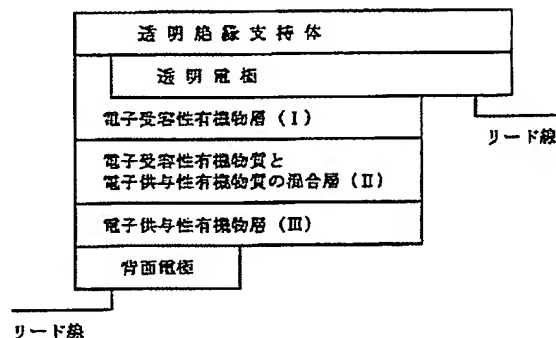 透明絶縁支持体
透明電極
電子受容性有機物層（Ⅰ）
リード線
電子受容性有機物質と
電子供与性有機物質の混合層（Ⅱ）
電子供与性有機物層（Ⅲ）
背面電極
リード線